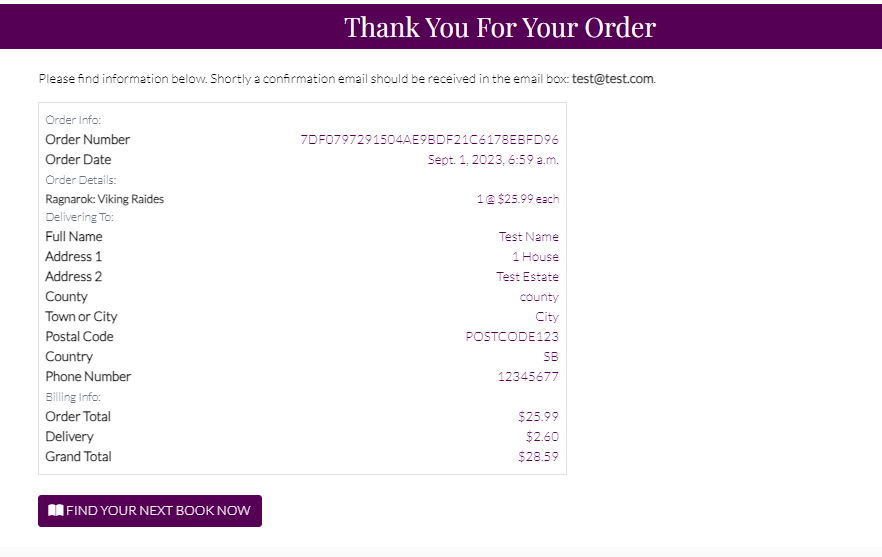 Thank You For Your Order
Please find information below. Shortly a confirmation email should be received in the email box: test@test.com.
Order Info:
Order Number 7DF0797291504AE9BDF21C6178EBFD96
Order Date Sept. 1, 2023, 6:59 a.m.
Order Details:
Ragnarok: Viking Raides 1 @ $25.99 each
Delivering To:
Full Name Test Name
Address 1 1 House
Address 2 Test Estate
County county
Town or City City
Postal Code POSTCODE123
Country SB
Phone Number 12345677
Billing Info:
Order Total $25.99
Delivery $2.60
Grand Total $28.59
FIND YOUR NEXT BOOK NOW